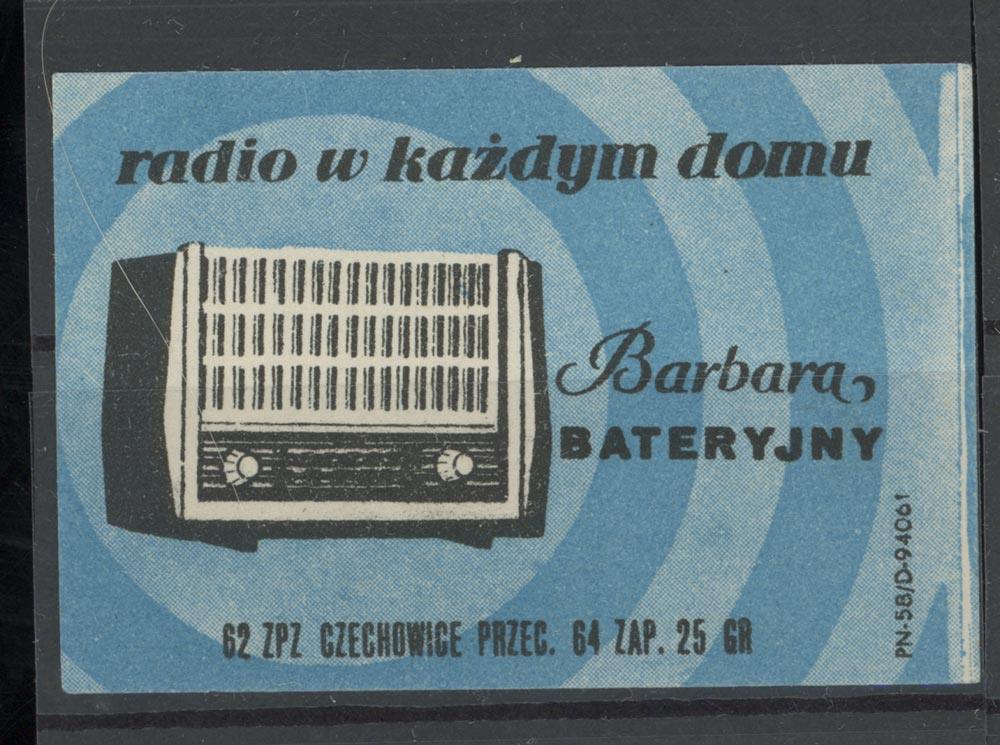 radio w każdym domu
Barbara
BATERYJNY
62 ZPZ CZECHOWICE PRZEC. 64 ZAP. 25 GR
PN-58/D-94061